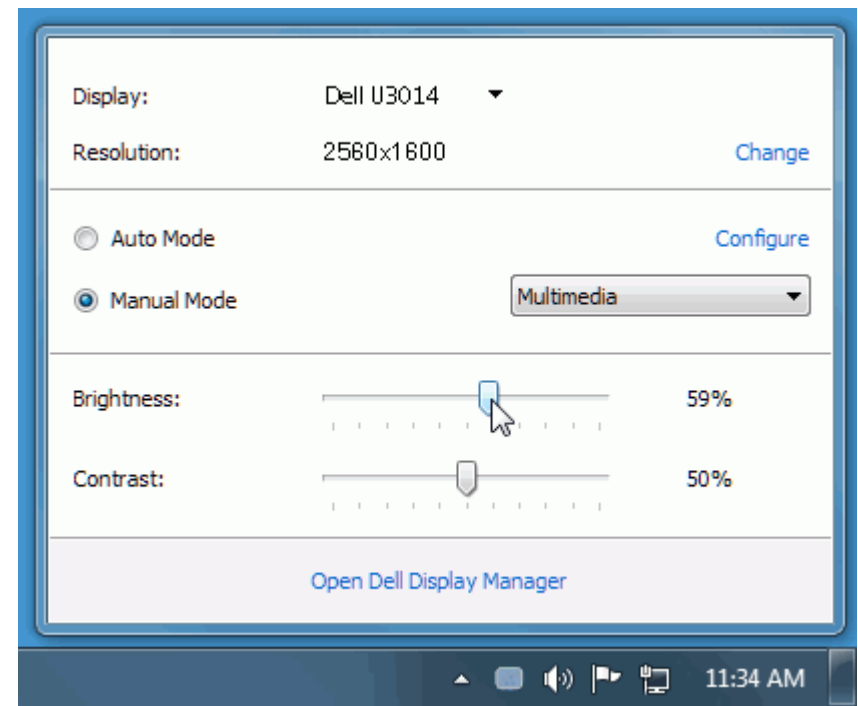 Display: Dell U3014
Resolution: 2560x1600 Change
Auto Mode Configure
Manual Mode Multimedia
Brightness: 59%
Contrast: 50%
Open Dell Display Manager
11:34 AM